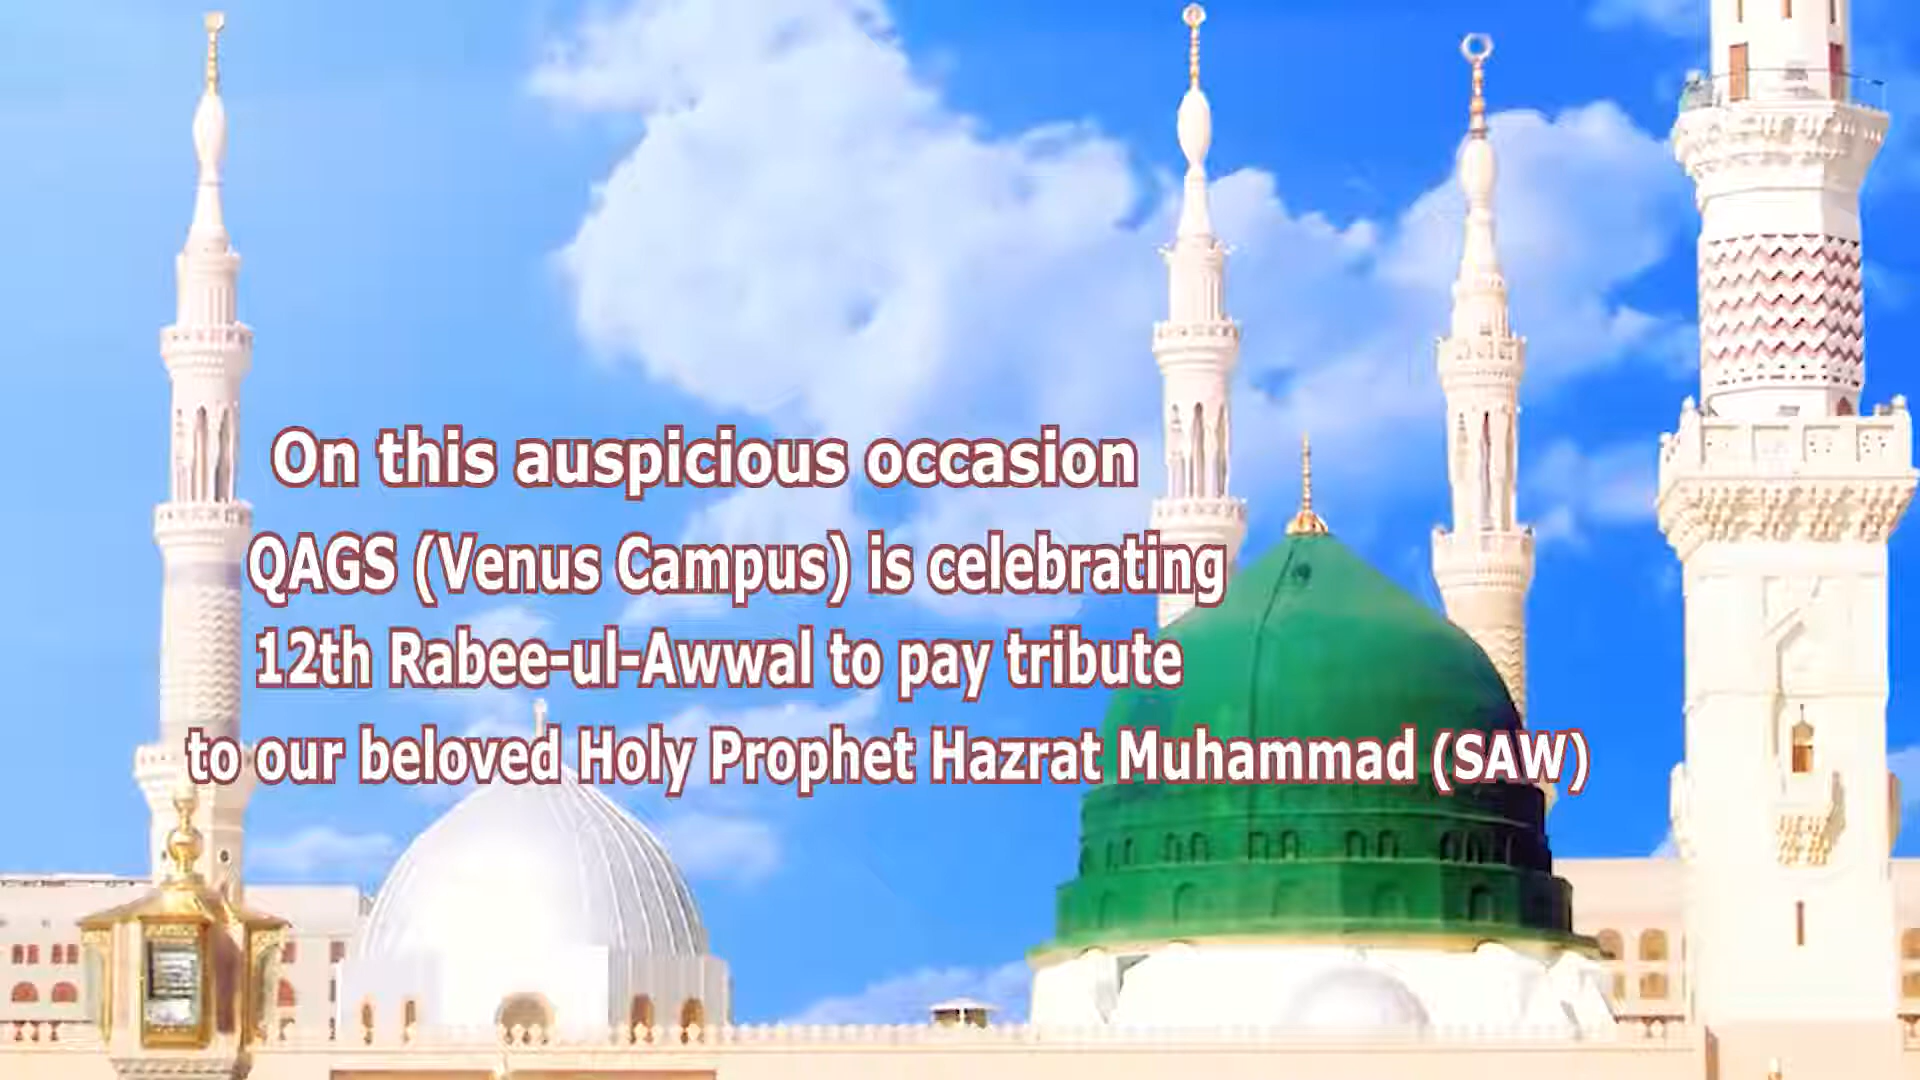 On this auspicious occasion
QAGS (Venus Campus) is celebrating
12th Rabee-ul-Awwal to pay tribute
to our beloved Holy Prophet Hazrat Muhammad (SAW)